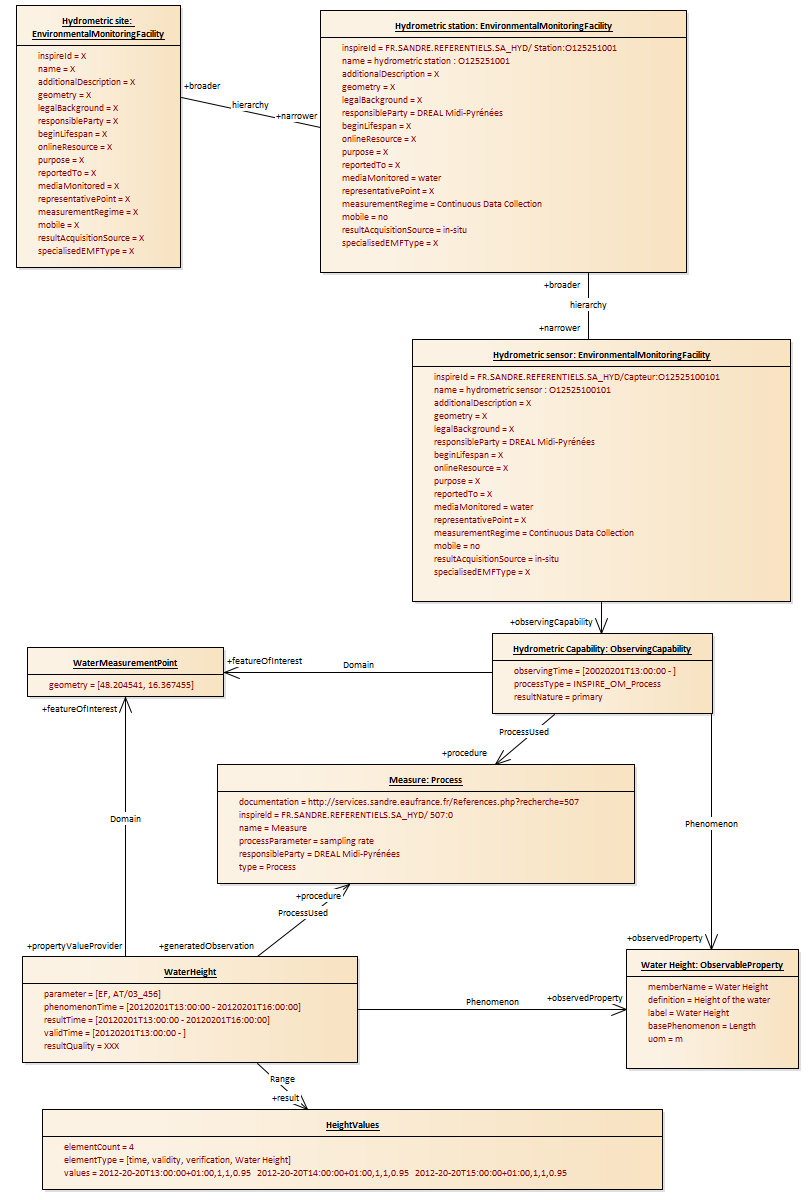 Hydrometric site:
EnvironmentalMonitoringFacility
inspireId = X
name = X
additionalDescription = X
geometry = X
legalBackground = X
responsibleParty = X
beginLifespan = X
onlineResource = X
purpose = X
reportedTo = X
mediaMonitored = X
representativePoint = X
measurementRegime = X
mobile = X
resultAcquisitionSource = X
specialisedEMFType = X
+broader
hierarchy
+narrower
Hydrometric station: EnvironmentalMonitoringFacility
inspireId = FR.SANDRE.REFERENTIELS.SA_HYD/ Station:O125251001
name = hydrometric station : O125251001
additionalDescription = X
geometry = X
legalBackground = X
responsibleParty = DREAL Midi-Pyrénées
beginLifespan = X
onlineResource = X
purpose = X
reportedTo = X
mediaMonitored = water
representativePoint = X
measurementRegime = Continuous Data Collection
mobile = no
resultAcquisitionSource = in-situ
specialisedEMFType = X
+broader
hierarchy
+narrower
Hydrometric sensor: EnvironmentalMonitoringFacility
inspireId = FR.SANDRE.REFERENTIELS.SA_HYD/Capteur:O12525100101
name = hydrometric sensor : O12525100101
additionalDescription = X
geometry = X
legalBackground = X
responsibleParty = DREAL Midi-Pyrénées
beginLifespan = X
onlineResource = X
purpose = X
reportedTo = X
mediaMonitored = water
representativePoint = X
measurementRegime = Continuous Data Collection
mobile = no
resultAcquisitionSource = in-situ
specialisedEMFType = X
+observingCapability
Hydrometric Capability: ObservingCapability
observingTime = [20020201T13:00:00 - ]
processType = INSPIRE_OM_Process
resultNature = primary
+featureOfInterest
Domain
WaterMeasurementPoint
geometry = [48.204541, 16.367455]
+featureOfInterest
ProcessUsed
+procedure
Measure: Process
documentation = http://services.sandre.eaufrance.fr/References.php?recherche=507
inspireId = FR.SANDRE.REFERENTIELS.SA_HYD/ 507:0
name = Measure
processParameter = sampling rate
responsibleParty = DREAL Midi-Pyrénées
type = Process
Domain
Phenomenon
+procedure
ProcessUsed
+propertyValueProvider
+generatedObservation
+observedProperty
WaterHeight
parameter = [EF, AT/03_456]
phenomenonTime = [20120201T13:00:00 - 20120201T16:00:00]
resultTime = [20120201T13:00:00 - 20120201T16:00:00]
validTime = [20120201T13:00:00 - ]
resultQuality = XXX
Phenomenon
+observedProperty
Water Height: ObservableProperty
memberName = Water Height
definition = Height of the water
label = Water Height
basePhenomenon = Length
uom = m
Range
+result
HeightValues
elementCount = 4
elementType = [time, validity, verification, Water Height]
values = 2012-20-20T13:00:00+01:00,1,1,0.95 2012-20-20T14:00:00+01:00,1,1,0.95 2012-20-20T15:00:00+01:00,1,1,0.95